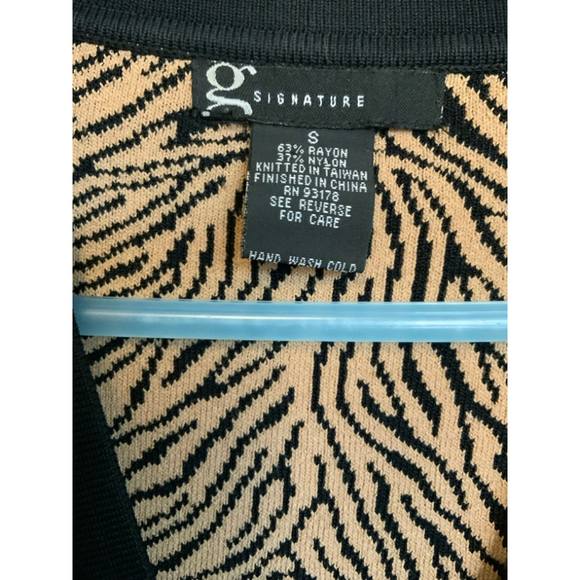 g SIGNATURE
S
63% RAYON
37% NYLON
KNITTED IN TAIWAN
FINISHED IN CHINA
RN 93178
SEE REVERSE
FOR CARE
HAND WASH COLD